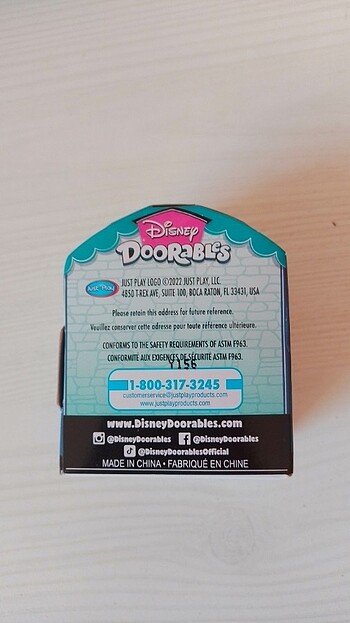 Disney
DOORABLES
Just Play
JUST PLAY LOGO ©2022 JUST PLAY, LLC.
4850 T-REX AVE, SUITE 100, BOCA RATON, FL 33431, USA
Please retain this address for future reference.
Veuillez conserver cette adresse pour toute référence ultérieure.
CONFORMS TO THE SAFETY REQUIREMENTS OF ASTM F963.
CONFORMITÉ AUX EXIGENCES DE SÉCURITÉ ASTM F963.
Y156
1-800-317-3245
customerservice@justplayproducts.com
www.justplayproducts.com
www.DisneyDoorables.com
@DisneyDoorables @DisneyDoorables
@DisneyDoorablesOfficial
MADE IN CHINA • FABRIQUÉ EN CHINE